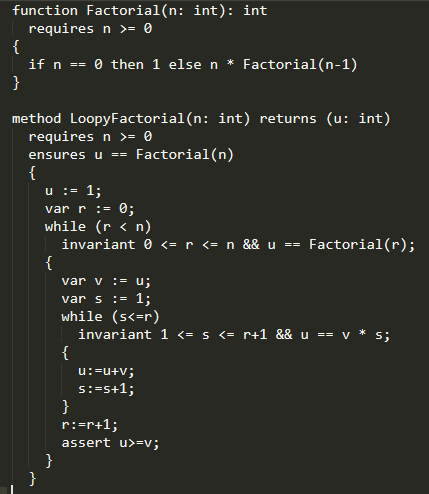 function Factorial(n: int): int
requires n >= 0
{
if n == 0 then 1 else n * Factorial(n-1)
}
method LoopyFactorial(n: int) returns (u: int)
requires n >= 0
ensures u == Factorial(n)
{
u := 1;
var r := 0;
while (r < n)
invariant 0 <= r <= n && u == Factorial(r);
{
var v := u;
var s := 1;
while (s<=r)
invariant 1 <= s <= r+1 && u == v * s;
{
u:=u+v;
s:=s+1;
}
r:=r+1;
assert u>=v;
}
}